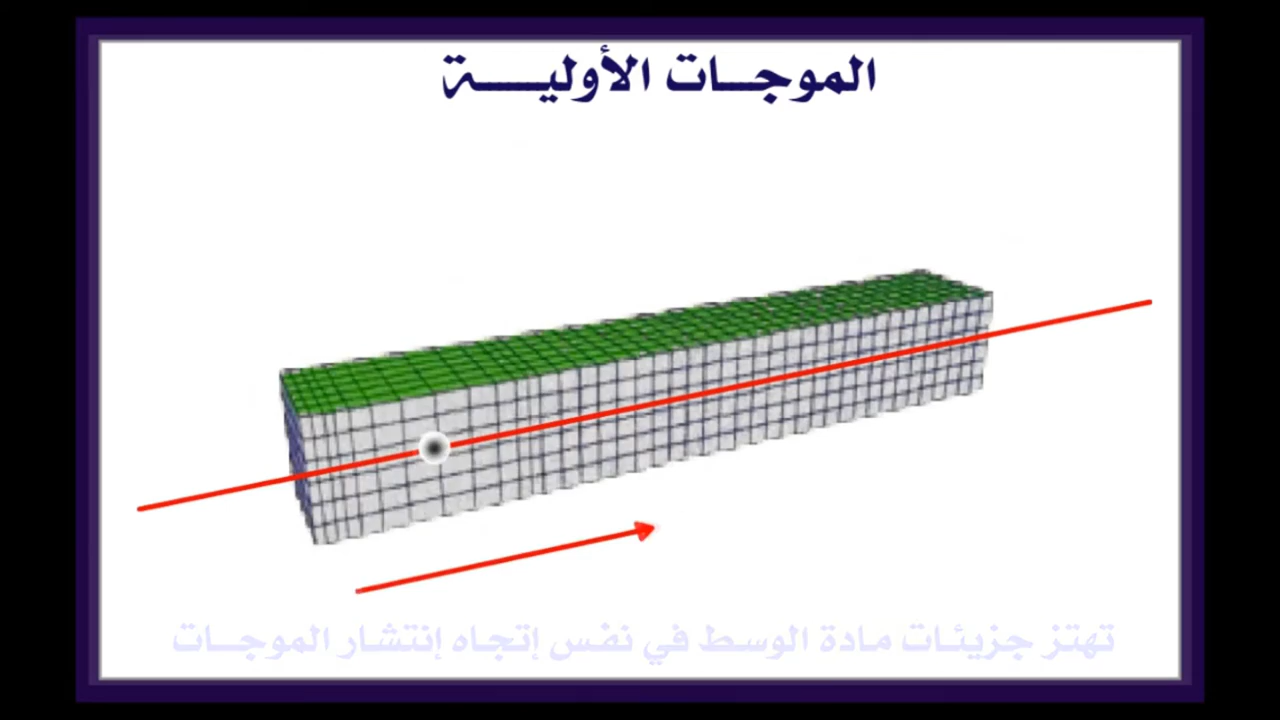 الموجـات الأوليـــة
تهتز جزيئات مادة الوسط في نفس إتجاه إنتشار الموجـات